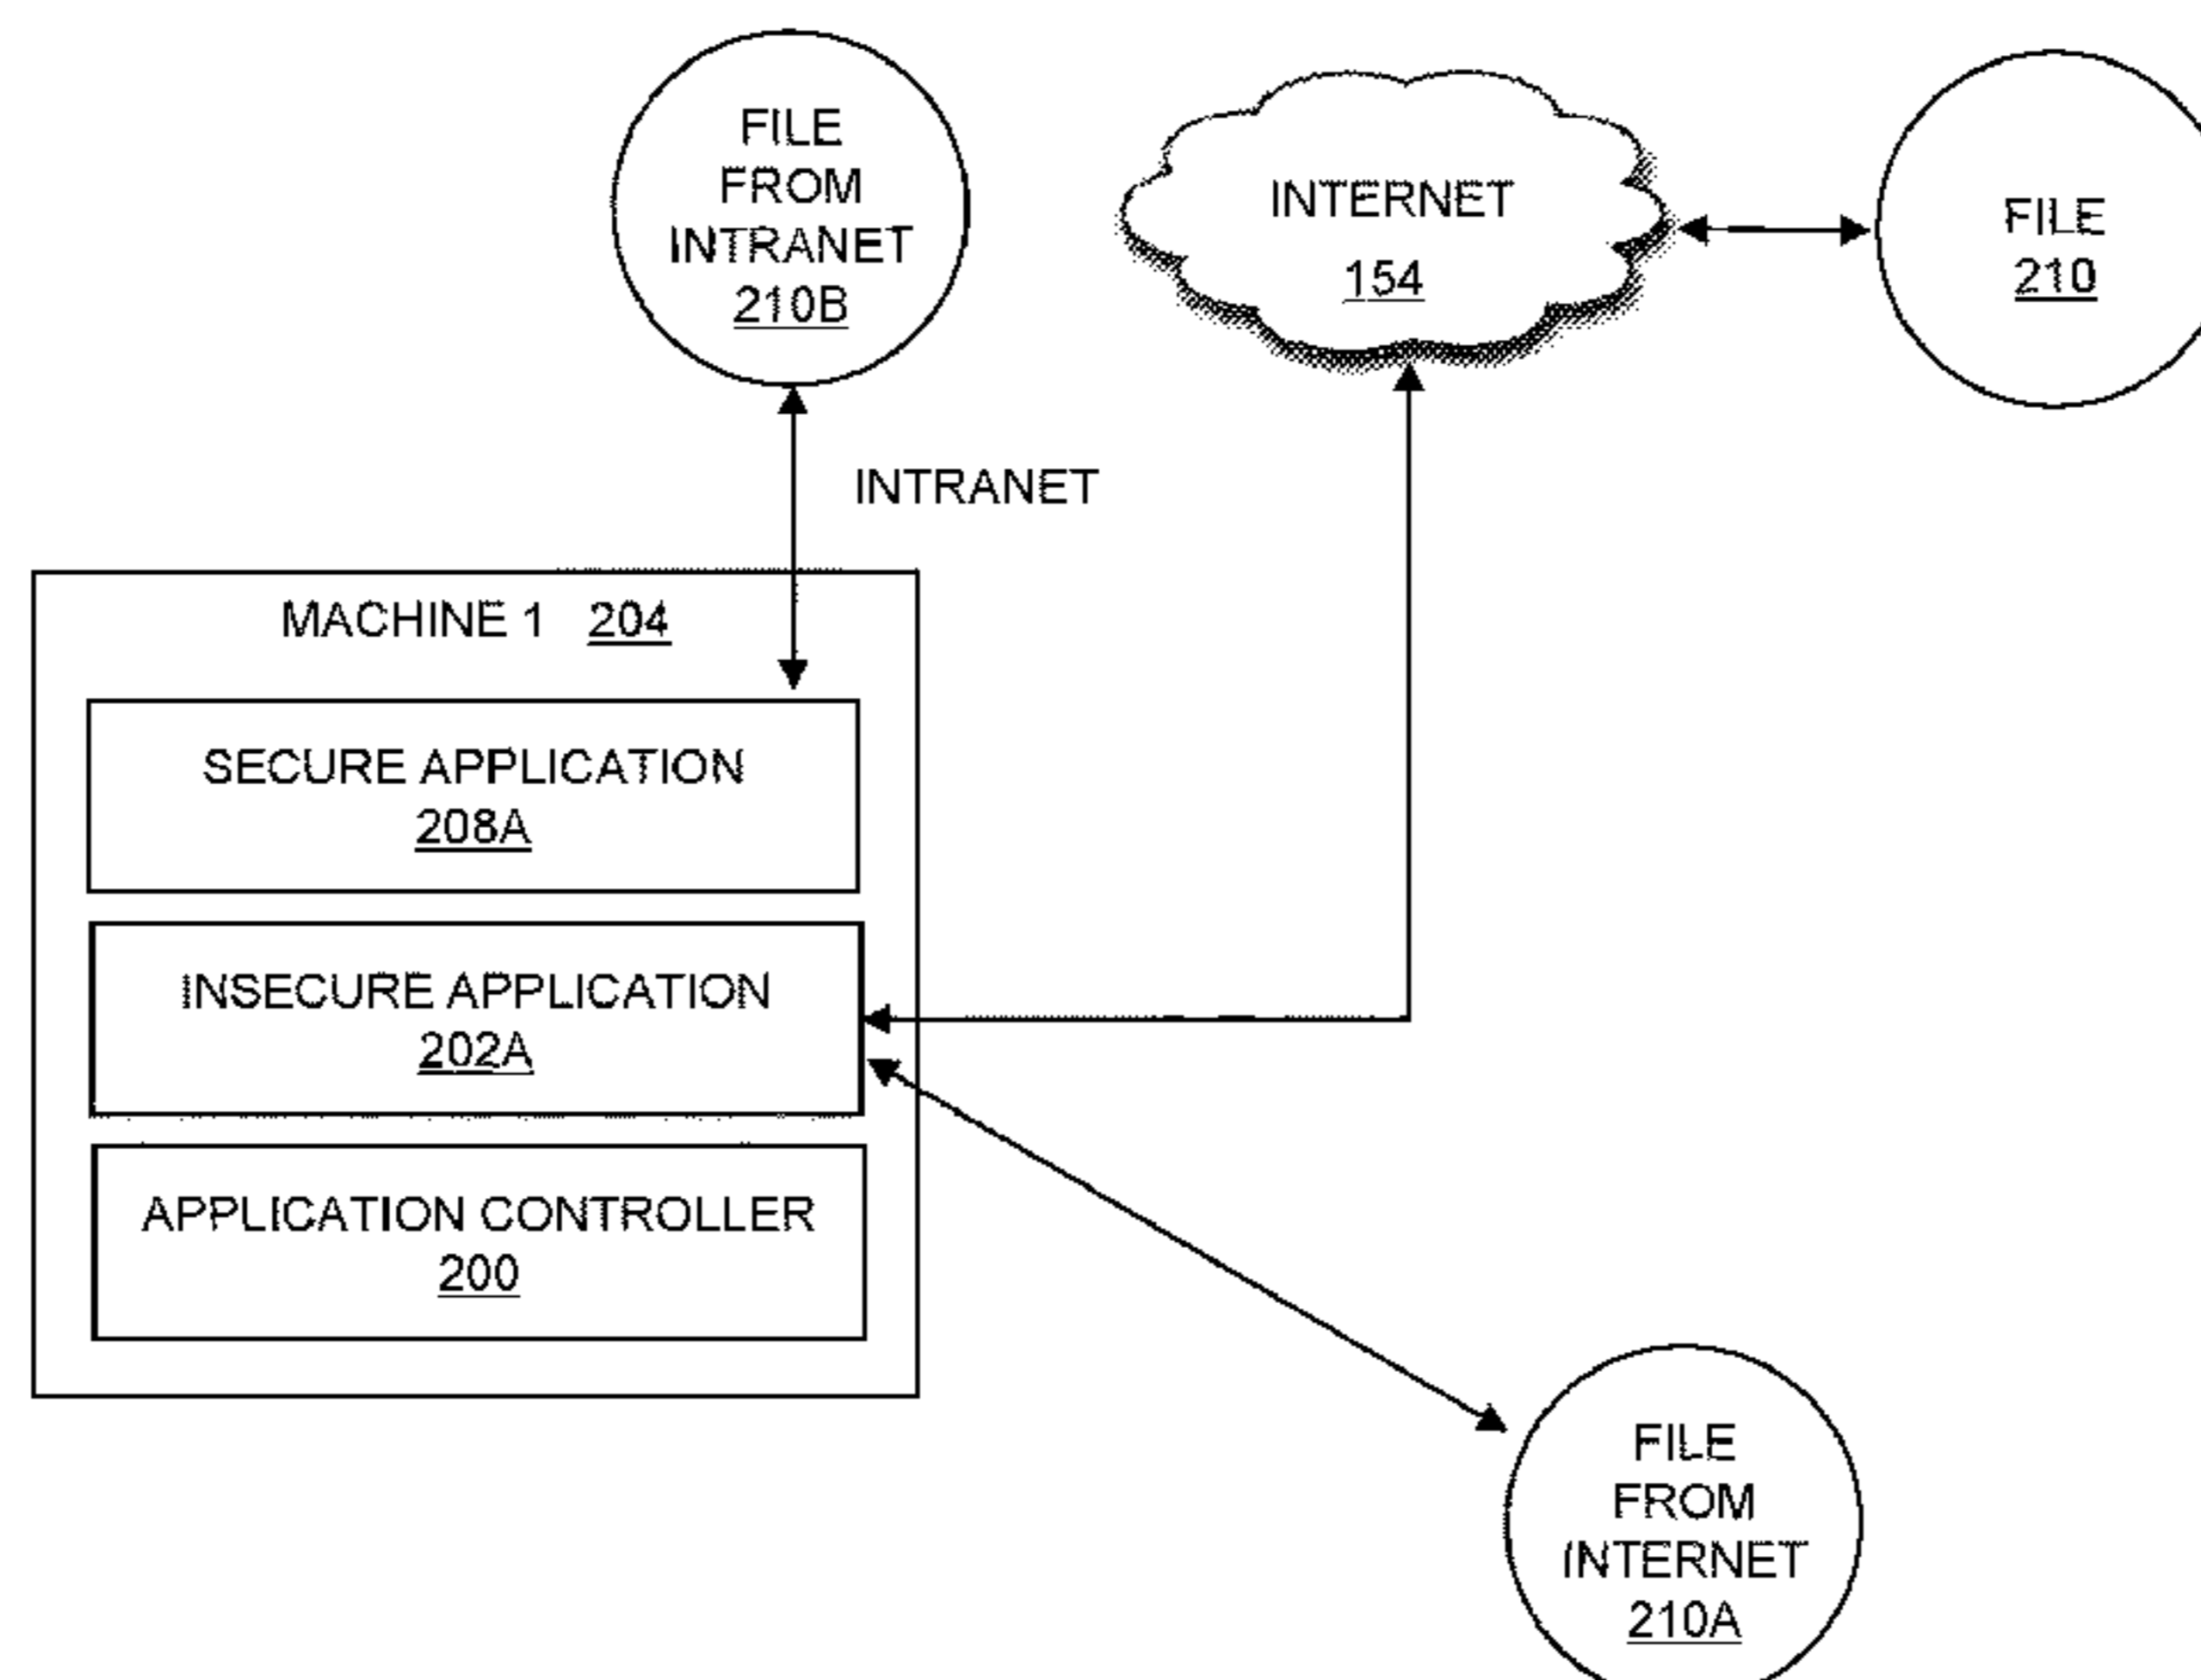 FILE
FROM
INTRANET
210B
INTERNET
154
FILE
210
INTRANET
MACHINE 1 204
SECURE APPLICATION
208A
INSECURE APPLICATION
202A
APPLICATION CONTROLLER
200
FILE
FROM
INTERNET
210A